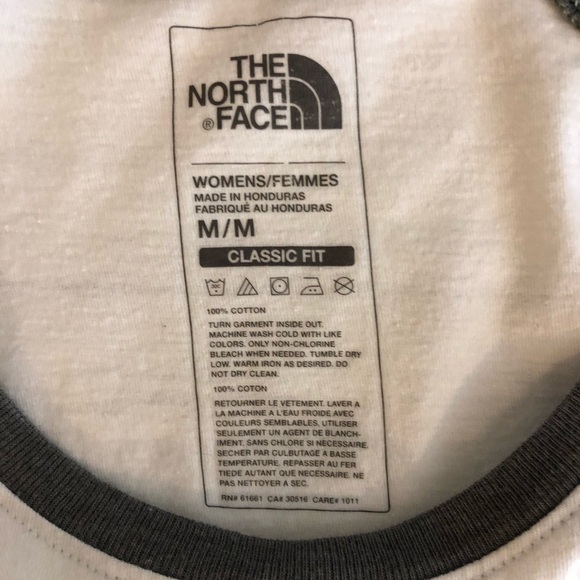 THE
NORTH
® FACE
WOMENS/FEMMES
MADE IN HONDURAS
FABRIQUÉ AU HONDURAS
M/M
CLASSIC FIT
100% COTTON
TURN GARMENT INSIDE OUT.
MACHINE WASH COLD WITH LIKE
COLORS. ONLY NON-CHLORINE
BLEACH WHEN NEEDED. TUMBLE DRY
LOW. WARM IRON AS DESIRED. DO
NOT DRY CLEAN.
100% COTON
RETOURNER LE VETEMENT. LAVER A
LA MACHINE A L'EAU FROIDE AVEC
COULEURS SEMBLABLES, UTILISER
SEULEMENT UN AGENT DE BLANCH-
IMENT, SANS CHLORE SI NECESSAIRE.
SECHER PAR CULBUTAGE A BASSE
TEMPERATURE. REPASSER AU FER
TIEDE AUTANT QUE NECESSAIRE. NE
PAS NETTOYER A SEC.
RN# 61661 CA# 30516 CARE# 1011